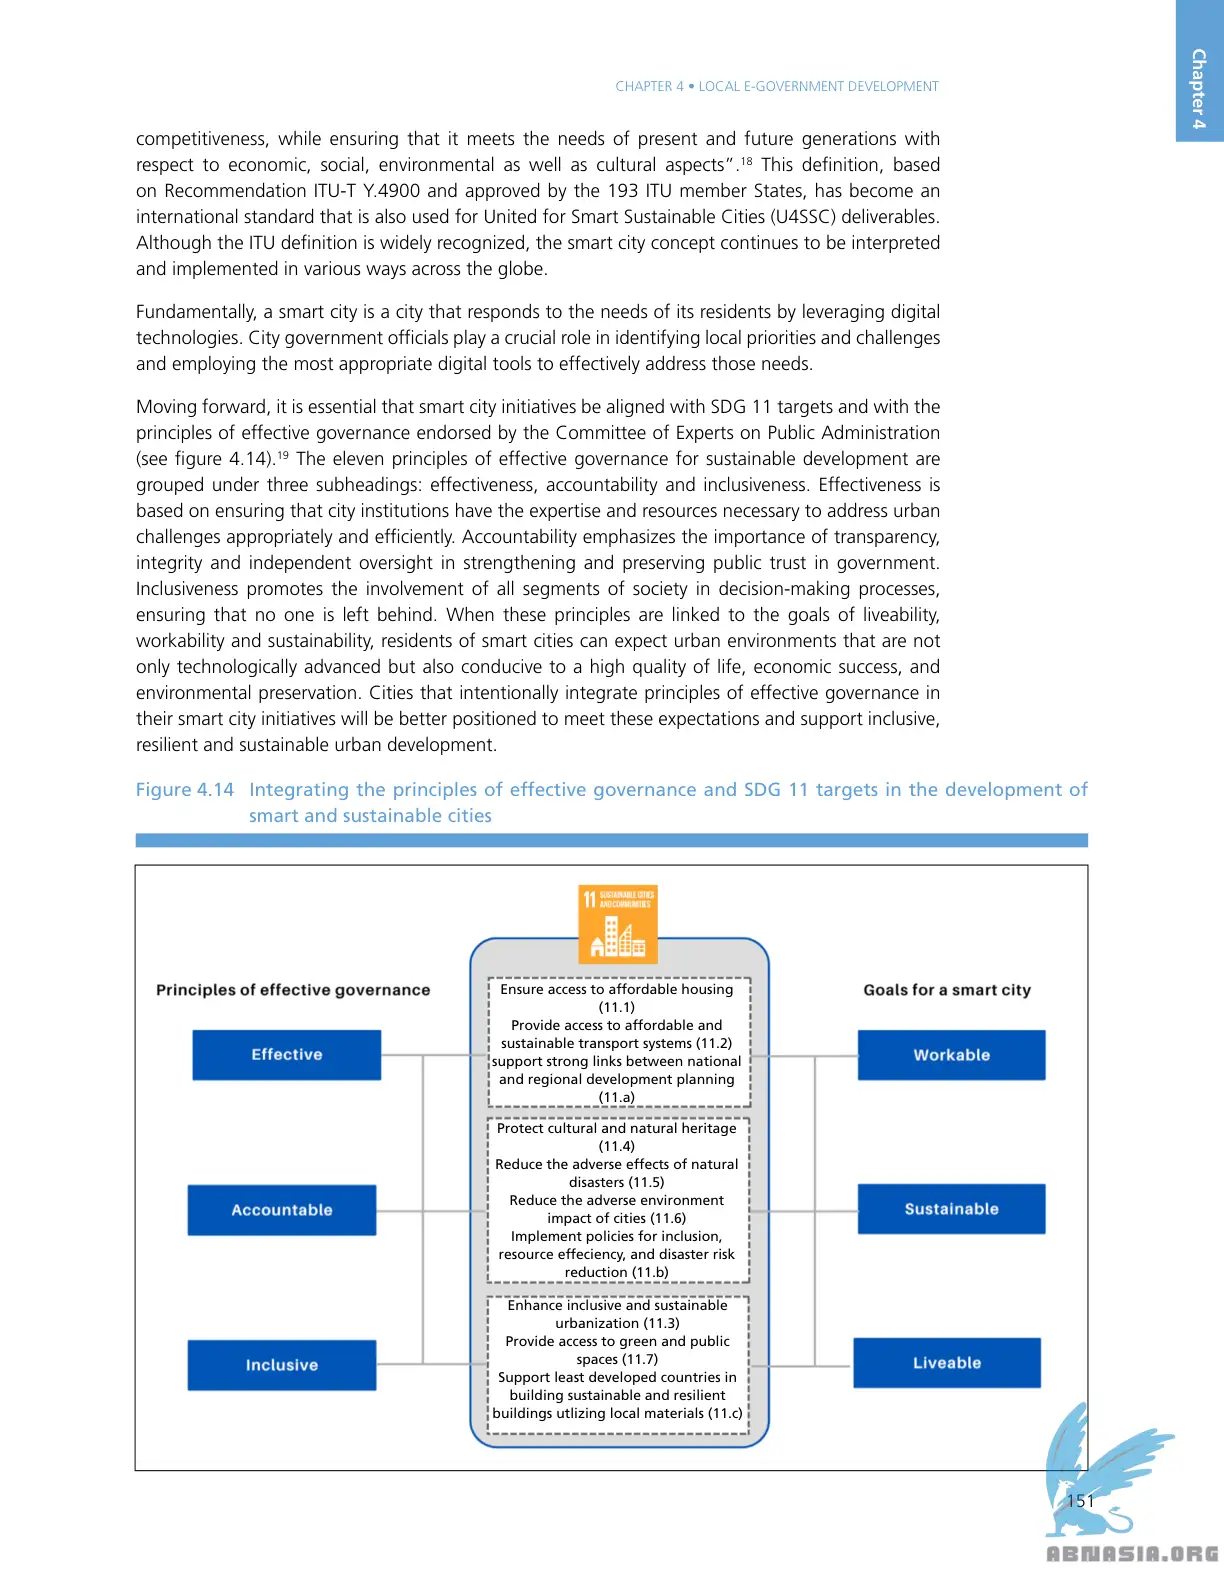 Chapter 4
CHAPTER 4 • LOCAL E-GOVERNMENT DEVELOPMENT
competitiveness, while ensuring that it meets the needs of present and future generations with
respect to economic, social, environmental as well as cultural aspects”.18 This definition, based
on Recommendation ITU-T Y.4900 and approved by the 193 ITU member States, has become an
international standard that is also used for United for Smart Sustainable Cities (U4SSC) deliverables.
Although the ITU definition is widely recognized, the smart city concept continues to be interpreted
and implemented in various ways across the globe.
Fundamentally, a smart city is a city that responds to the needs of its residents by leveraging digital
technologies. City government officials play a crucial role in identifying local priorities and challenges
and employing the most appropriate digital tools to effectively address those needs.
Moving forward, it is essential that smart city initiatives be aligned with SDG 11 targets and with the
principles of effective governance endorsed by the Committee of Experts on Public Administration
(see figure 4.14).19 The eleven principles of effective governance for sustainable development are
grouped under three subheadings: effectiveness, accountability and inclusiveness. Effectiveness is
based on ensuring that city institutions have the expertise and resources necessary to address urban
challenges appropriately and efficiently. Accountability emphasizes the importance of transparency,
integrity and independent oversight in strengthening and preserving public trust in government.
Inclusiveness promotes the involvement of all segments of society in decision-making processes,
ensuring that no one is left behind. When these principles are linked to the goals of liveability,
workability and sustainability, residents of smart cities can expect urban environments that are not
only technologically advanced but also conducive to a high quality of life, economic success, and
environmental preservation. Cities that intentionally integrate principles of effective governance in
their smart city initiatives will be better positioned to meet these expectations and support inclusive,
resilient and sustainable urban development.
Figure 4.14 Integrating the principles of effective governance and SDG 11 targets in the development of
smart and sustainable cities
11 SUSTAINABLE CITIES
AND COMMUNITIES
Principles of effective governance
Effective
Accountable
Inclusive
Ensure access to affordable housing
(11.1)
Provide access to affordable and
sustainable transport systems (11.2)
support strong links between national
and regional development planning
(11.a)
Protect cultural and natural heritage
(11.4)
Reduce the adverse effects of natural
disasters (11.5)
Reduce the adverse environment
impact of cities (11.6)
Implement policies for inclusion,
resource effeciency, and disaster risk
reduction (11.b)
Enhance inclusive and sustainable
urbanization (11.3)
Provide access to green and public
spaces (11.7)
Support least developed countries in
building sustainable and resilient
buildings utlizing local materials (11.c)
Goals for a smart city
Workable
Sustainable
Liveable
151
ABNASIA.ORG